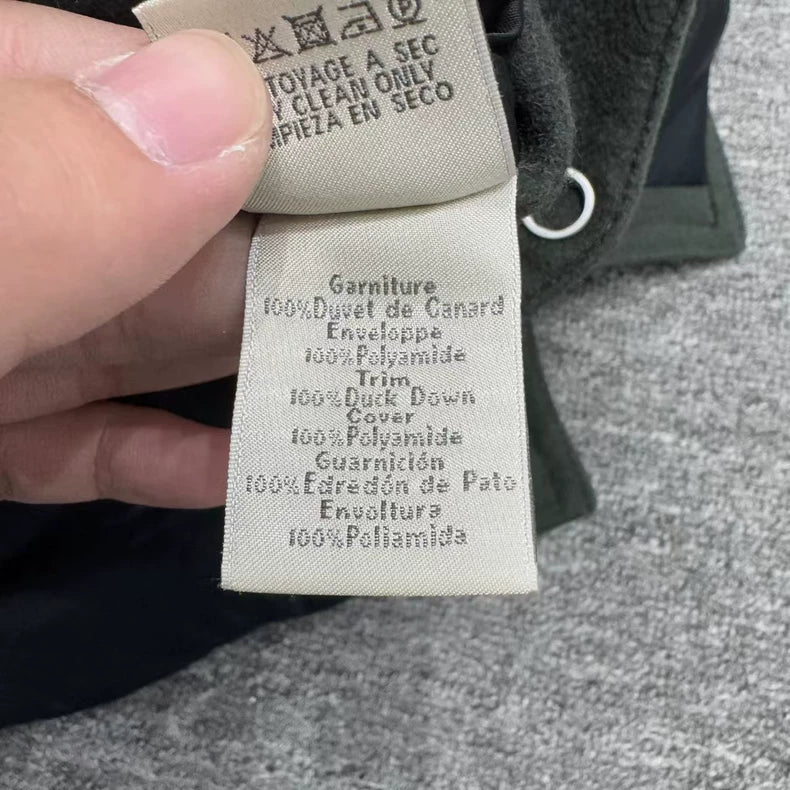 TOYAGE A SEC
Y CLEAN ONLY
MPIEZA EN SECO
Garniture
100%Duvet de Canard
Enveloppe
100%Polyamide
Trim
100%Duck Down
Cover
100%Polyamide
Guarnición
100%Edredón de Pato
Envoltura
100%Poliamida